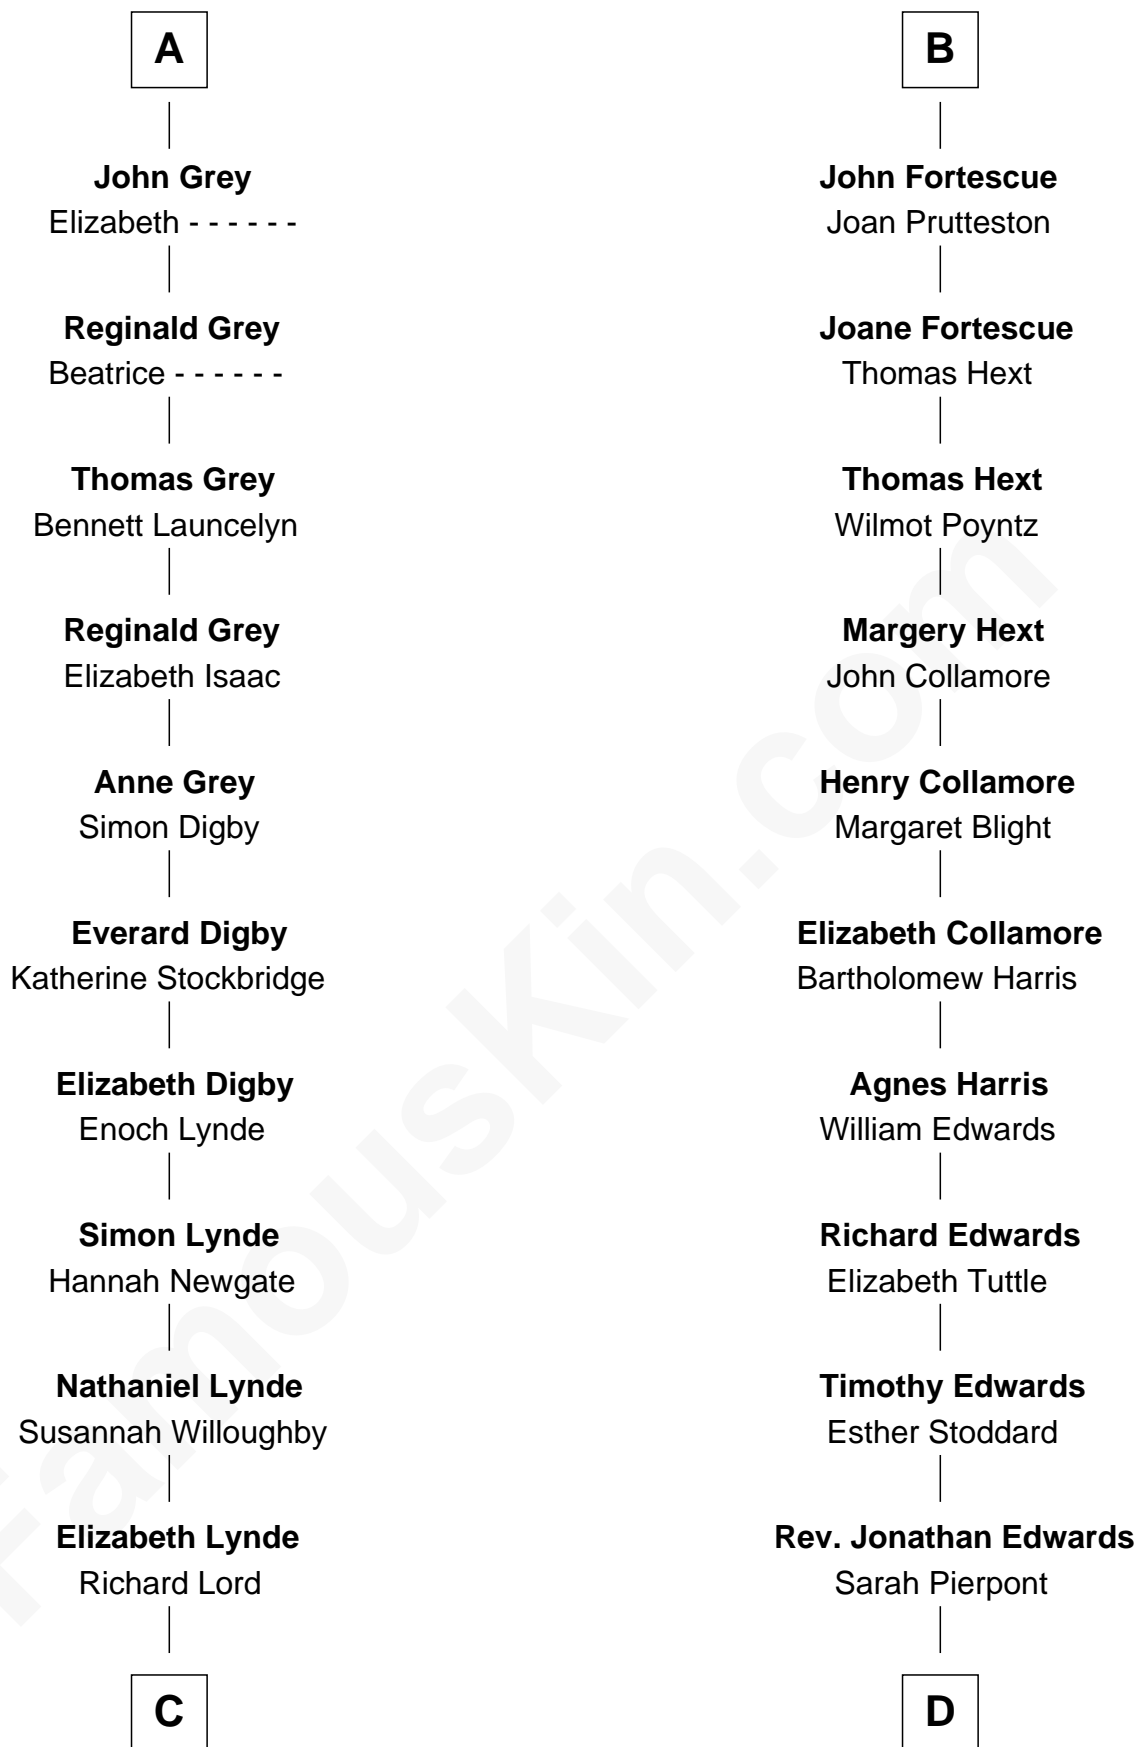 A
John Grey
Elizabeth - - - - - -
Reginald Grey
Beatrice - - - - - -
Thomas Grey
Bennett Launcelyn
Reginald Grey
Elizabeth Isaac
Anne Grey
Simon Digby
Everard Digby
Katherine Stockbridge
Elizabeth Digby
Enoch Lynde
Simon Lynde
Hannah Newgate
Nathaniel Lynde
Susannah Willoughby
Elizabeth Lynde
Richard Lord
C
B
John Fortescue
Joan Prutteston
Joane Fortescue
Thomas Hext
Thomas Hext
Wilmot Poyntz
Margery Hext
John Collamore
Henry Collamore
Margaret Blight
Elizabeth Collamore
Bartholomew Harris
Agnes Harris
William Edwards
Richard Edwards
Elizabeth Tuttle
Timothy Edwards
Esther Stoddard
Rev. Jonathan Edwards
Sarah Pierpont
D
FamousKin.com